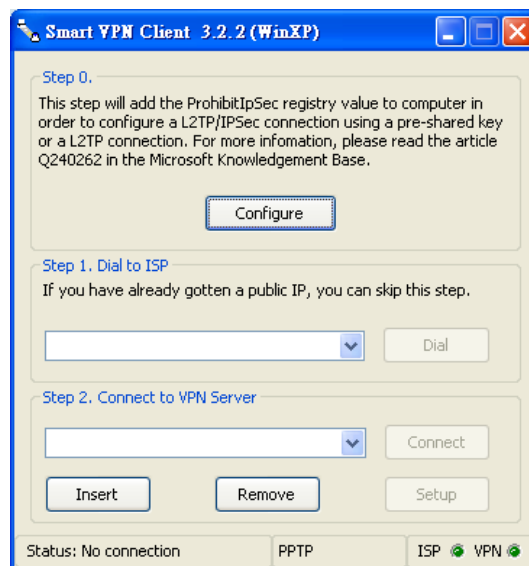 Smart VPN Client 3.2.2 (WinXP)
Step 0.
This step will add the ProhibitIpSec registry value to computer in
order to configure a L2TP/IPSec connection using a pre-shared key
or a L2TP connection. For more infomation, please read the article
Q240262 in the Microsoft Knowledgement Base.
Configure
Step 1. Dial to ISP
If you have already gotten a public IP, you can skip this step.
Dial
Step 2. Connect to VPN Server
Connect
Insert Remove Setup
Status: No connection PPTP ISP VPN